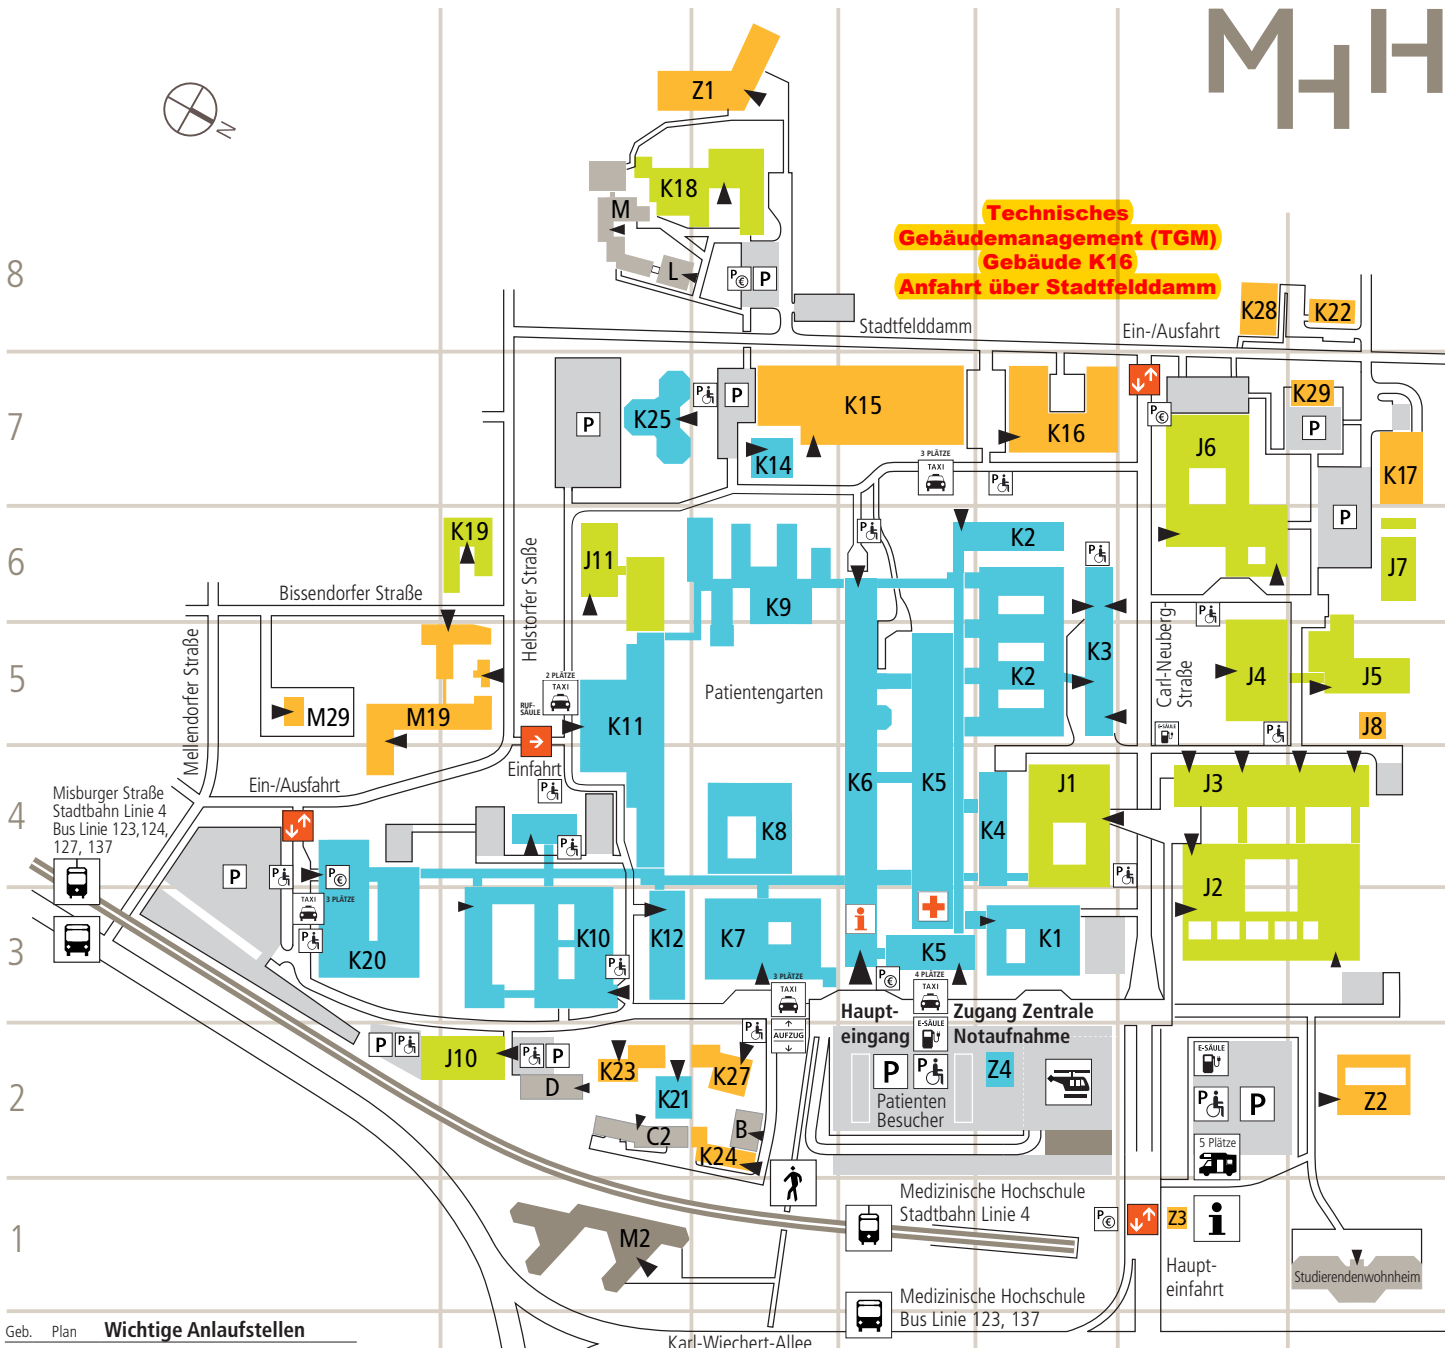 MHH
N
Z1
K18
M
L
P€
P
8
Technisches
Gebäudemanagement (TGM)
Gebäude K16
Anfahrt über Stadtfelddamm
Stadtfelddamm
Ein-/Ausfahrt
K28
K22
7
P
K25
P
P
K15
K14
K16
3 PLÄTZE
TAXI
P
P€
J6
K29
P
K17
P
6
K19
J11
K9
P
K2
P
J7
Bissendorfer Straße
Helstorfer Straße
Mellendorfer Straße
5
M29
M19
2 PLÄTZE
TAXI
RUF-
SÄULE
K11
Patientengarten
K2
K3
Carl-Neuberg-
Straße
P
J4
J5
J8
E-SÄULE
P
Einfahrt
P
Ein-/Ausfahrt
Misburger Straße
Stadtbahn Linie 4
Bus Linie 123,124,
127, 137
4
K8
K6
K5
K4
J1
J3
P
P
P
P€
P
J2
3 PLÄTZE
TAXI
P
3
K20
K10
P
K12
K7
i
K5
K1
3 PLÄTZE
TAXI
P€
4 PLÄTZE
TAXI
Haupt-
eingang
Zugang Zentrale
Notaufnahme
AUFZUG
E-SÄULE
P
P
P
J10
P
P
D
K23
K21
K27
P
P
Z4
Patienten
Besucher
E-SÄULE
P
P
5 Plätze
Z2
2
C2
B
K24
1
M2
Medizinische Hochschule
Stadtbahn Linie 4
P€
Z3
i
Haupt-
einfahrt
Studierendenwohnheim
Medizinische Hochschule
Bus Linie 123, 137
Karl-Wiechert-Allee
Geb. Plan Wichtige Anlaufstellen